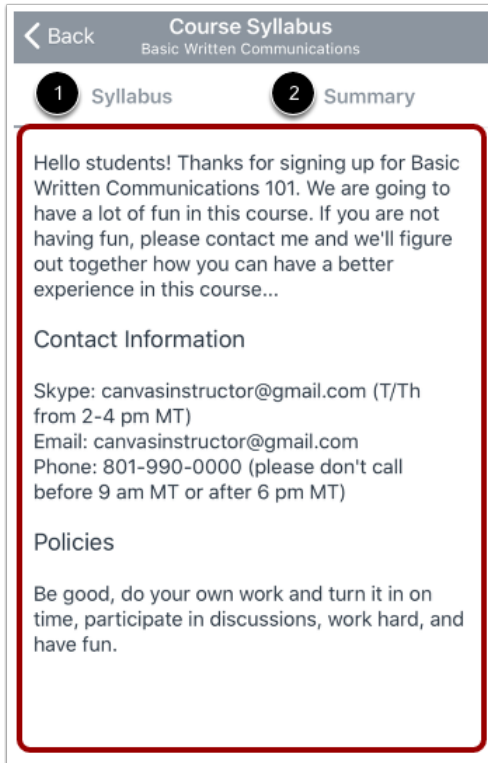 Back
Course Syllabus
Basic Written Communications
1 Syllabus
2 Summary
Hello students! Thanks for signing up for Basic
Written Communications 101. We are going to
have a lot of fun in this course. If you are not
having fun, please contact me and we'll figure
out together how you can have a better
experience in this course...
Contact Information
Skype: canvasinstructor@gmail.com (T/Th
from 2-4 pm MT)
Email: canvasinstructor@gmail.com
Phone: 801-990-0000 (please don't call
before 9 am MT or after 6 pm MT)
Policies
Be good, do your own work and turn it in on
time, participate in discussions, work hard, and
have fun.